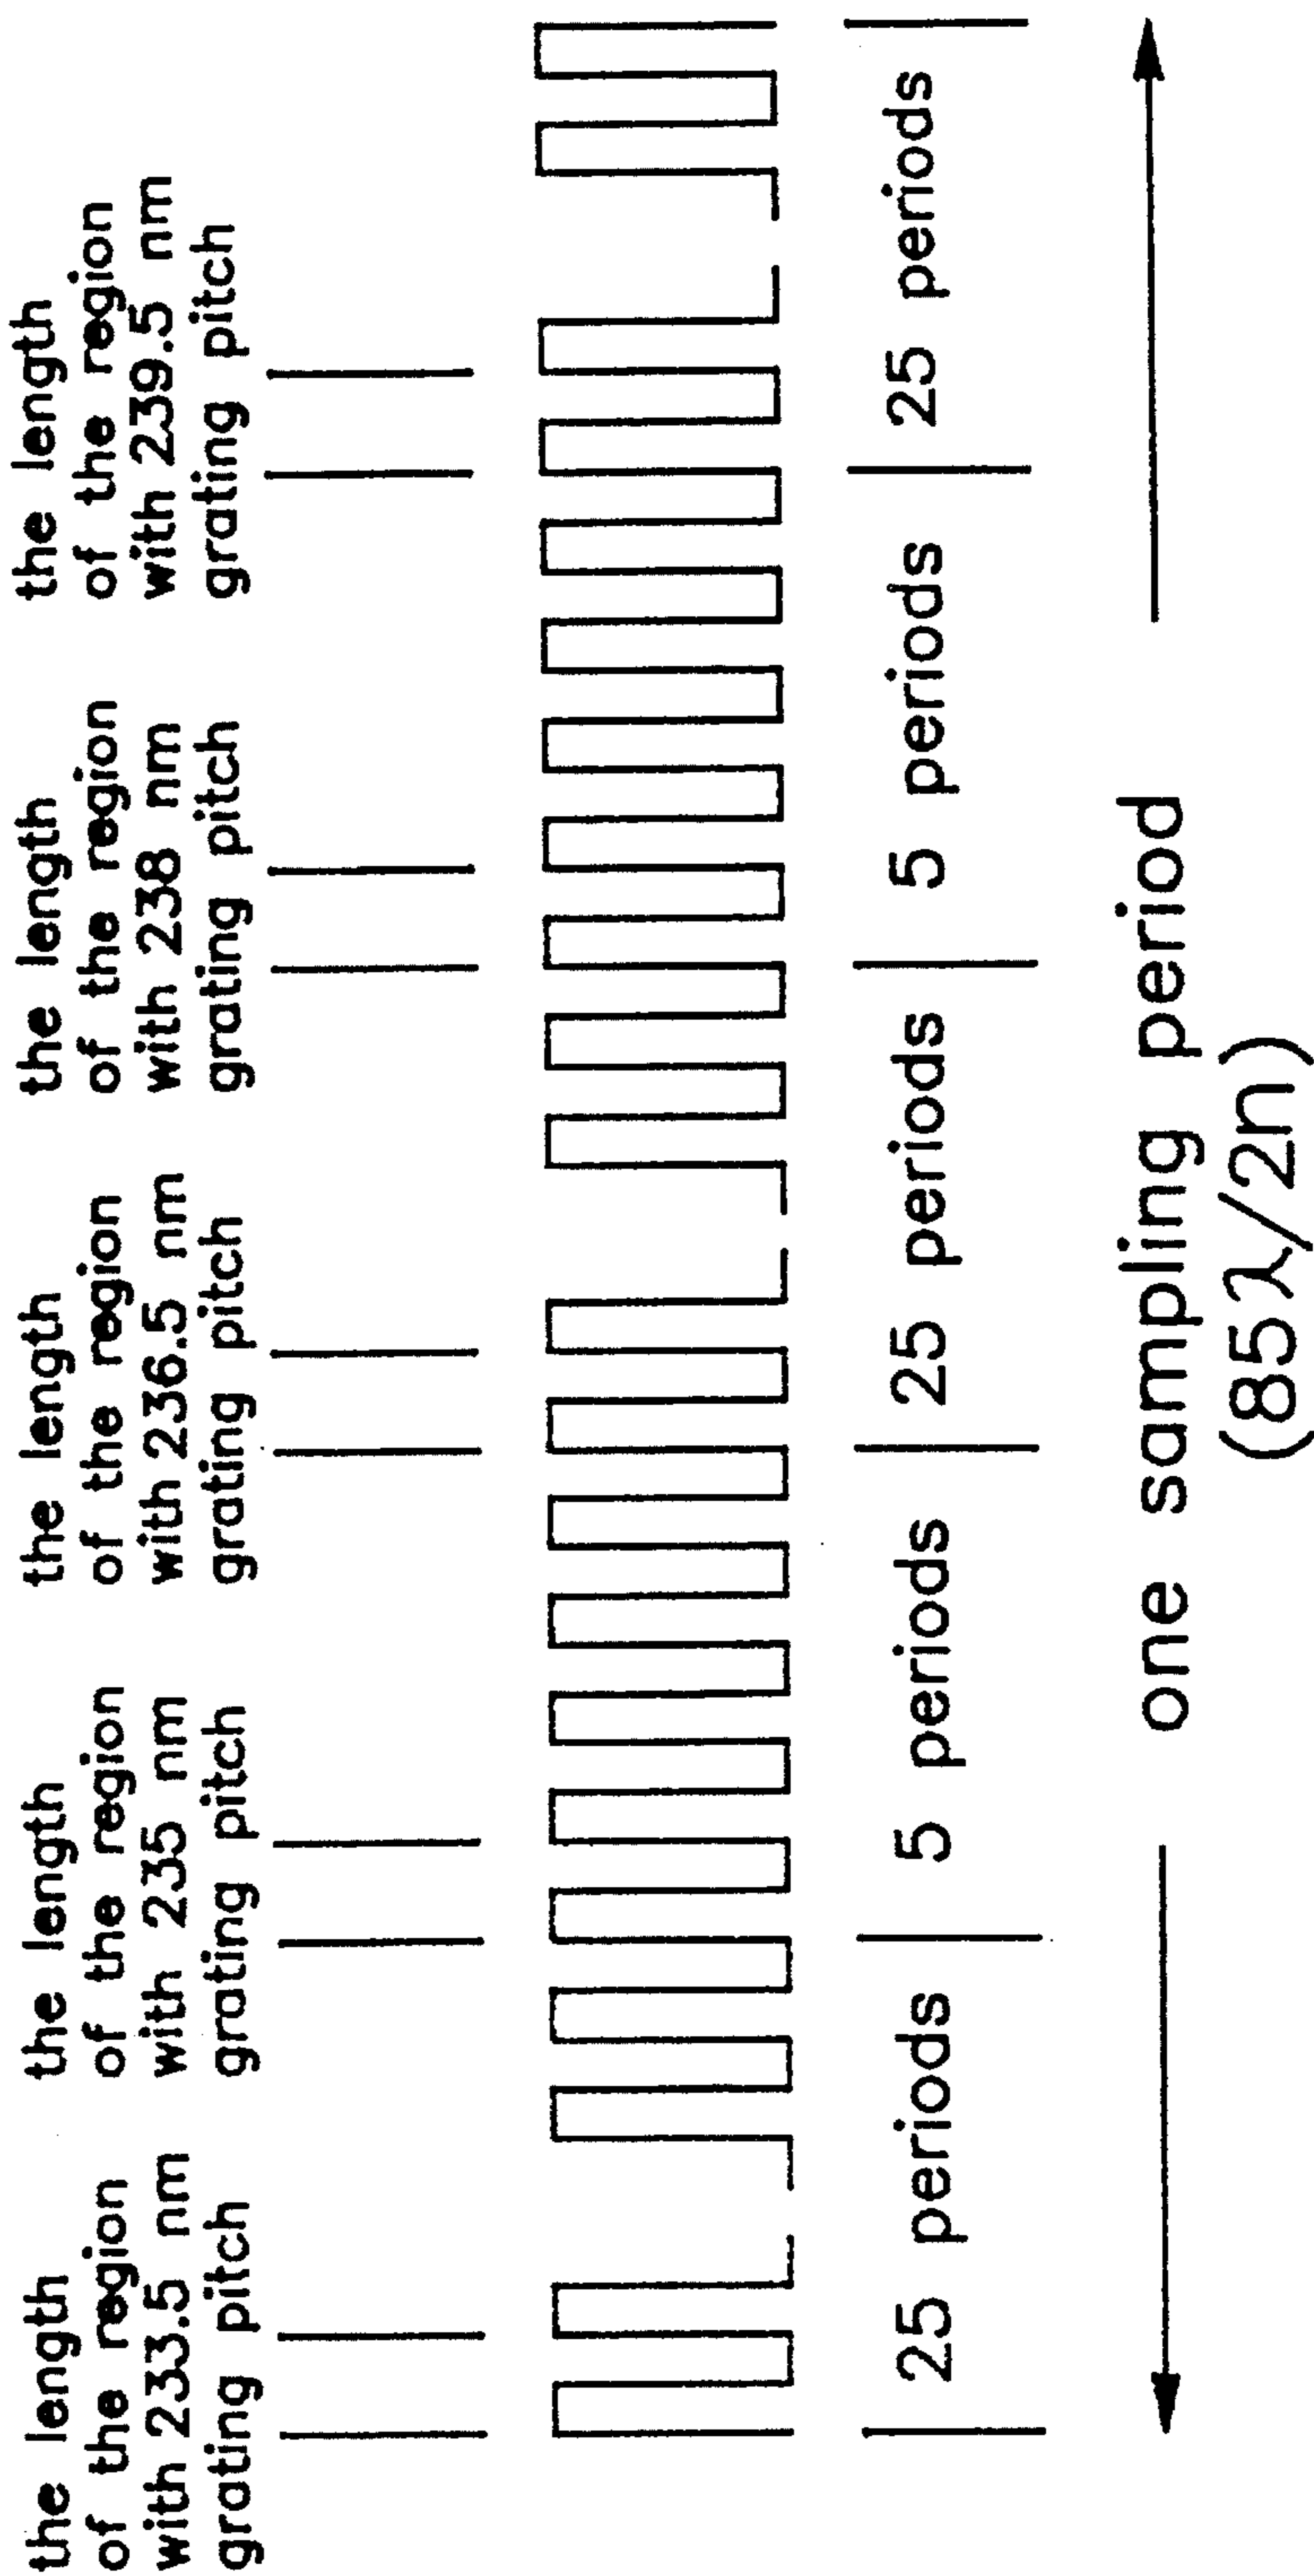 the length
of the region
with 233.5 nm
grating pitch
the length
of the region
with 235 nm
grating pitch
the length
of the region
with 236.5 nm
grating pitch
the length
of the region
with 238 nm
grating pitch
the length
of the region
with 239.5 nm
grating pitch
25 periods
5 periods
25 periods
5 periods
25 periods
one sampling period
(85λ/2n)